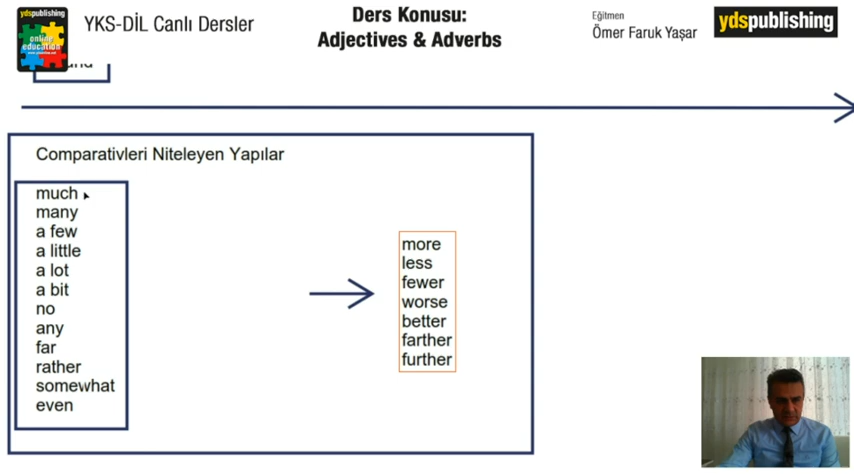 ydspublishing
online
education
YKS-DİL Canlı Dersler
Ders Konusu:
Adjectives & Adverbs
Eğitmen
Ömer Faruk Yaşar
ydspublishing
Comparativleri Niteleyen Yapılar
much
many
a few
a little
a lot
a bit
no
any
far
rather
somewhat
even
more
less
fewer
worse
better
farther
further